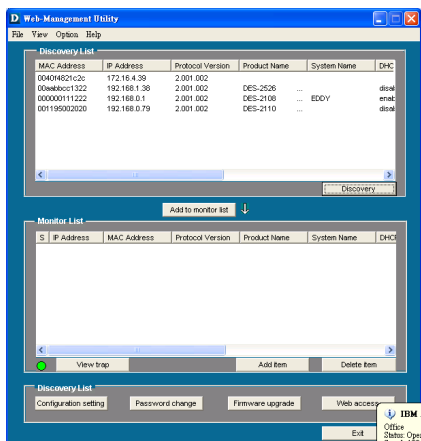 D Web-Management Utility
File View Option Help
Discovery List
MAC Address IP Address Protocol Version Product Name System Name DHC
0040f4821c2c 172.16.4.39 2.001.002
00aabbcc1322 192.168.1.38 2.001.002 DES-2526 ... disal
000000111222 192.168.0.1 2.001.002 DES-2108 ... EDDY enal
001195002020 192.168.0.79 2.001.002 DES-2110 ... disal
Discovery
Add to monitor list
Monitor List
S IP Address MAC Address Protocol Version Product Name System Name DHCF
View trap Add item Delete item
Discovery List
Configuration setting Password change Firmware upgrade Web access
Exit
IBM
Office
Status: Ope